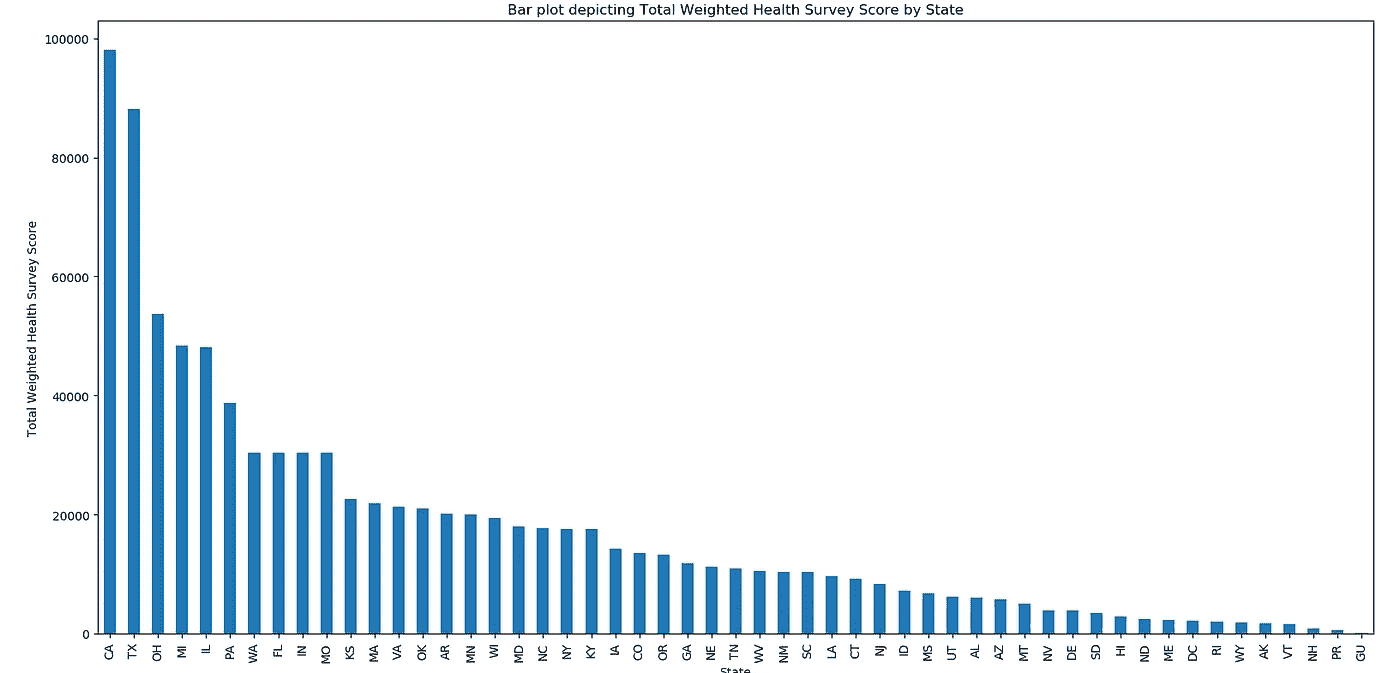 Bar plot depicting Total Weighted Health Survey Score by State
Total Weighted Health Survey Score
100000
80000
60000
40000
20000
0
CA TX OH MI IL PA WA FL IN MO KS MA VA OK AR MN WI MD NC NY KY IA CO OR GA NE TN WV NM SC LA CT NJ ID MS UT AL AZ MT NV DE SD HI ND ME DC RI WY AK VT NH PR GU
State